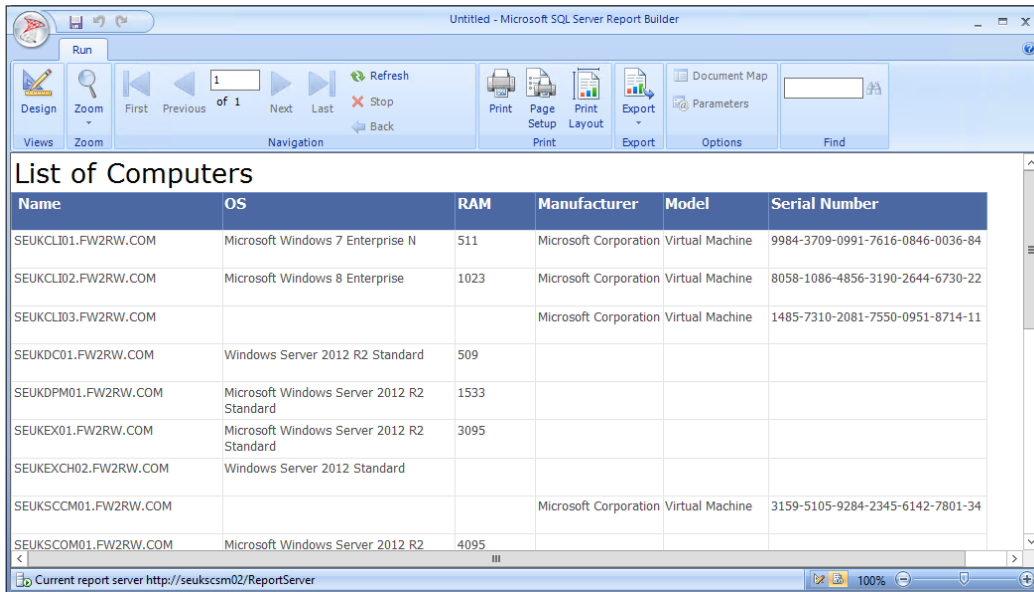 Untitled - Microsoft SQL Server Report Builder
Run
Design
Zoom
First
Previous
1
of 1
Next
Last
Refresh
Stop
Back
Print
Page Setup
Print Layout
Export
Document Map
Parameters
Views
Zoom
Navigation
Print
Export
Options
Find
List of Computers
Name OS RAM Manufacturer Model Serial Number
SEUKCLI01.FW2RW.COM Microsoft Windows 7 Enterprise N 511 Microsoft Corporation Virtual Machine 9984-3709-0991-7616-0846-0036-84
SEUKCLI02.FW2RW.COM Microsoft Windows 8 Enterprise 1023 Microsoft Corporation Virtual Machine 8058-1086-4856-3190-2644-6730-22
SEUKCLI03.FW2RW.COM Microsoft Corporation Virtual Machine 1485-7310-2081-7550-0951-8714-11
SEUKDC01.FW2RW.COM Windows Server 2012 R2 Standard 509
SEUKDPM01.FW2RW.COM Microsoft Windows Server 2012 R2 1533
Standard
SEUKEX01.FW2RW.COM Microsoft Windows Server 2012 R2 3095
Standard
SEUKEXCH02.FW2RW.COM Windows Server 2012 Standard
SEUKSCCM01.FW2RW.COM Microsoft Corporation Virtual Machine 3159-5105-9284-2345-6142-7801-34
SEUKSCOM01.FW2RW.COM Microsoft Windows Server 2012 R2 4095
Current report server http://seukscsm02/ReportServer
100%